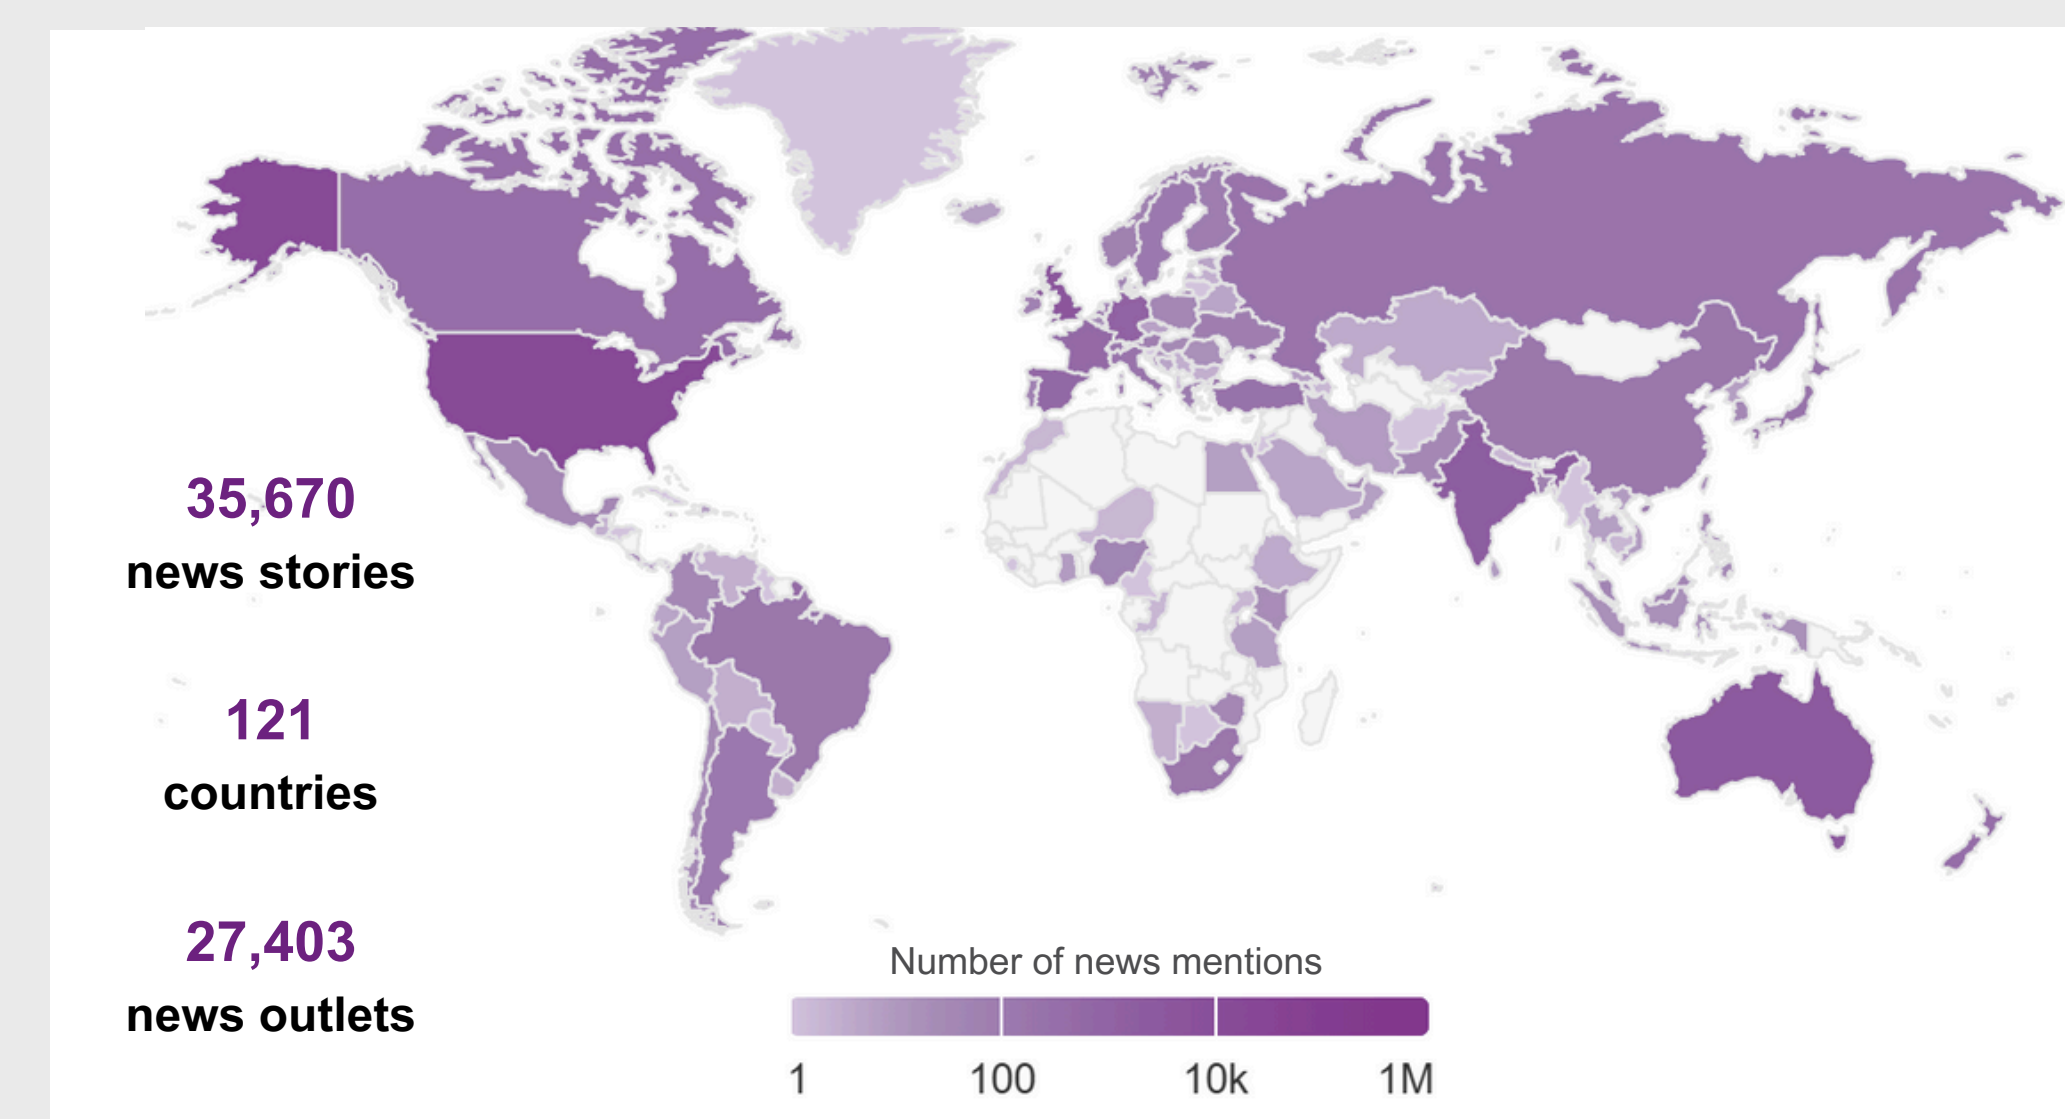 35,670
news stories
121
countries
27,403
news outlets
Number of news mentions
1 100 10k 1M